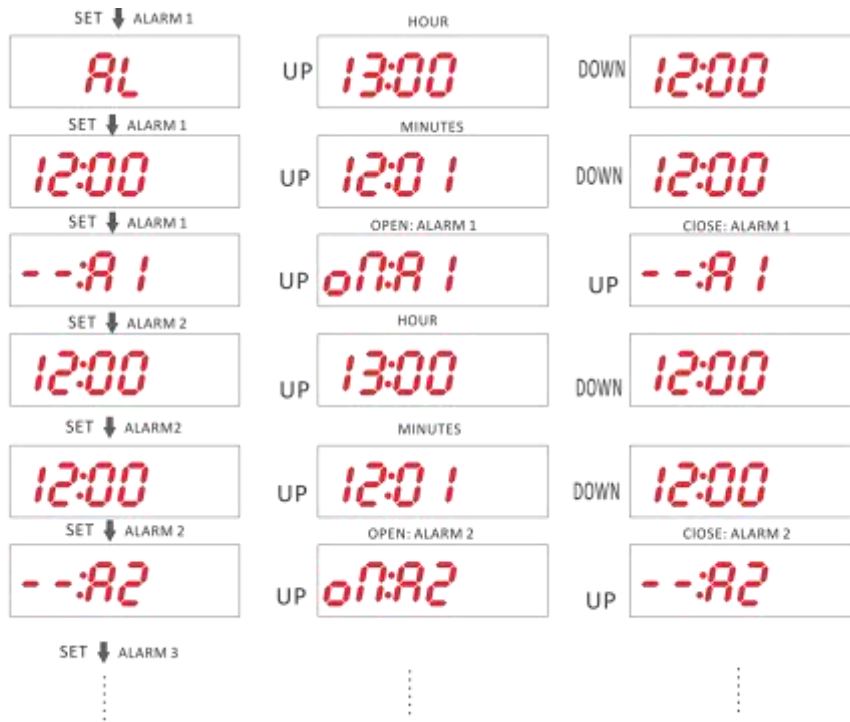 SET ALARM 1 HOUR
AL UP 13:00 DOWN 12:00
SET ALARM 1 MINUTES
12:00 UP 12:01 DOWN 12:00
SET ALARM 1 OPEN: ALARM 1 ClOSE: ALARM 1
--:A1 UP on:A1 UP --:A1
SET ALARM 2 HOUR
12:00 UP 13:00 DOWN 12:00
SET ALARM2 MINUTES
12:00 UP 12:01 DOWN 12:00
SET ALARM 2 OPEN: ALARM 2 ClOSE: ALARM 2
--:A2 UP on:A2 UP --:A2
SET ALARM 3